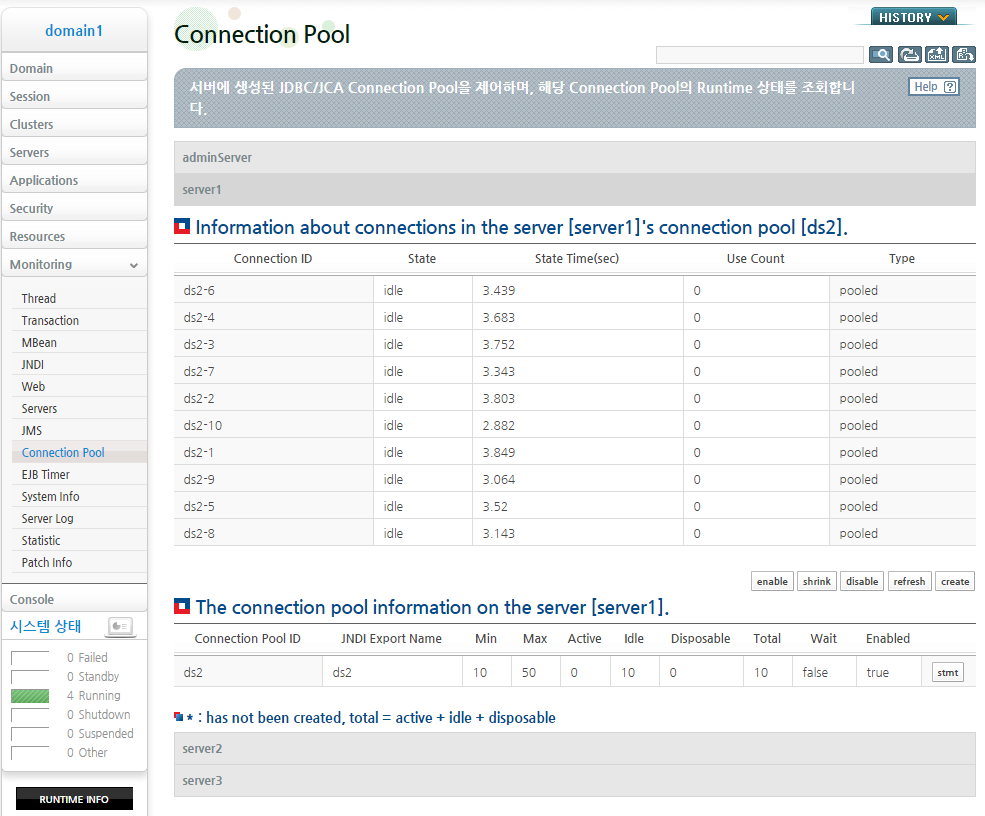 domain1
Domain
Session
Clusters
Servers
Applications
Security
Resources
Monitoring
Thread
Transaction
MBean
JNDI
Web
Servers
JMS
Connection Pool
EJB Timer
System Info
Server Log
Statistic
Patch Info
Console
시스템 상태
0 Failed
0 Standby
4 Running
0 Shutdown
0 Suspended
0 Other
RUNTIME INFO
Connection Pool
HISTORY
XML
서버에 생성된 JDBC/JCA Connection Pool을 제어하며, 해당 Connection Pool의 Runtime 상태를 조회합니
다.
Help ?
adminServer
server1
Information about connections in the server [server1]'s connection pool [ds2].
Connection ID State State Time(sec) Use Count Type
ds2-6 idle 3.439 0 pooled
ds2-4 idle 3.683 0 pooled
ds2-3 idle 3.752 0 pooled
ds2-7 idle 3.343 0 pooled
ds2-2 idle 3.803 0 pooled
ds2-10 idle 2.882 0 pooled
ds2-1 idle 3.849 0 pooled
ds2-9 idle 3.064 0 pooled
ds2-5 idle 3.52 0 pooled
ds2-8 idle 3.143 0 pooled
enable shrink disable refresh create
The connection pool information on the server [server1].
Connection Pool ID JNDI Export Name Min Max Active Idle Disposable Total Wait Enabled
ds2 ds2 10 50 0 10 0 10 false true stmt
* : has not been created, total = active + idle + disposable
server2
server3